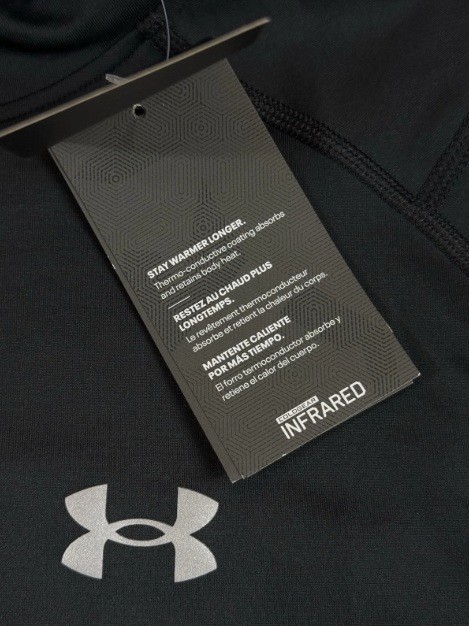 STAY WARMER LONGER.
Thermo-conductive coating absorbs
and retains body heat.
RESTEZ AU CHAUD PLUS
LONGTEMPS.
Le revêtement thermoconducteur
absorbe et retient la chaleur du corps.
MANTENTE CALIENTE
POR MÁS TIEMPO.
El forro termoconductor absorbe y
retiene el calor del cuerpo.
COLDGEAR
INFRARED